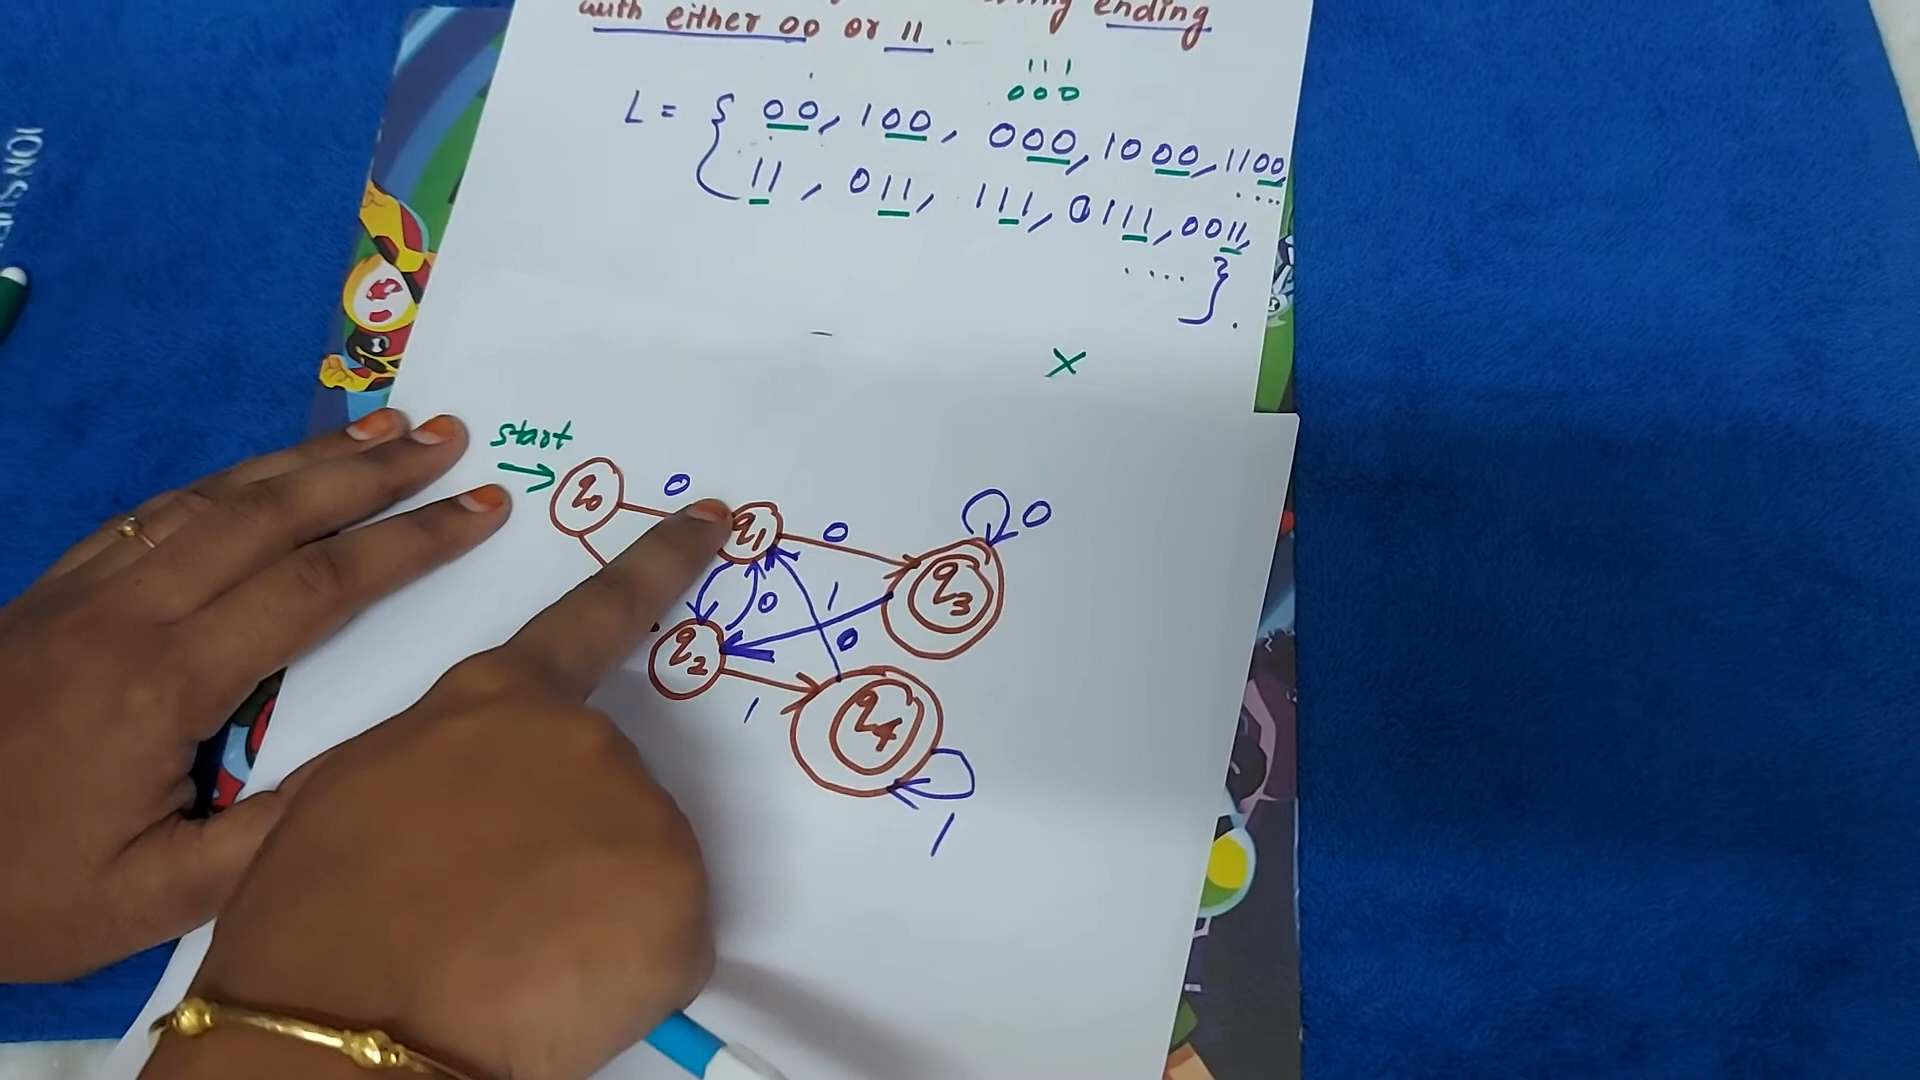 ending
with either 00 or 11.
111
000
L = { 00, 100, 000, 1000, 1100, ....
11, 011, 111, 0111, 0011, .... }.
x
start
q0 0 q1 0 q3 0
0 1 0
q2 1 q4
1